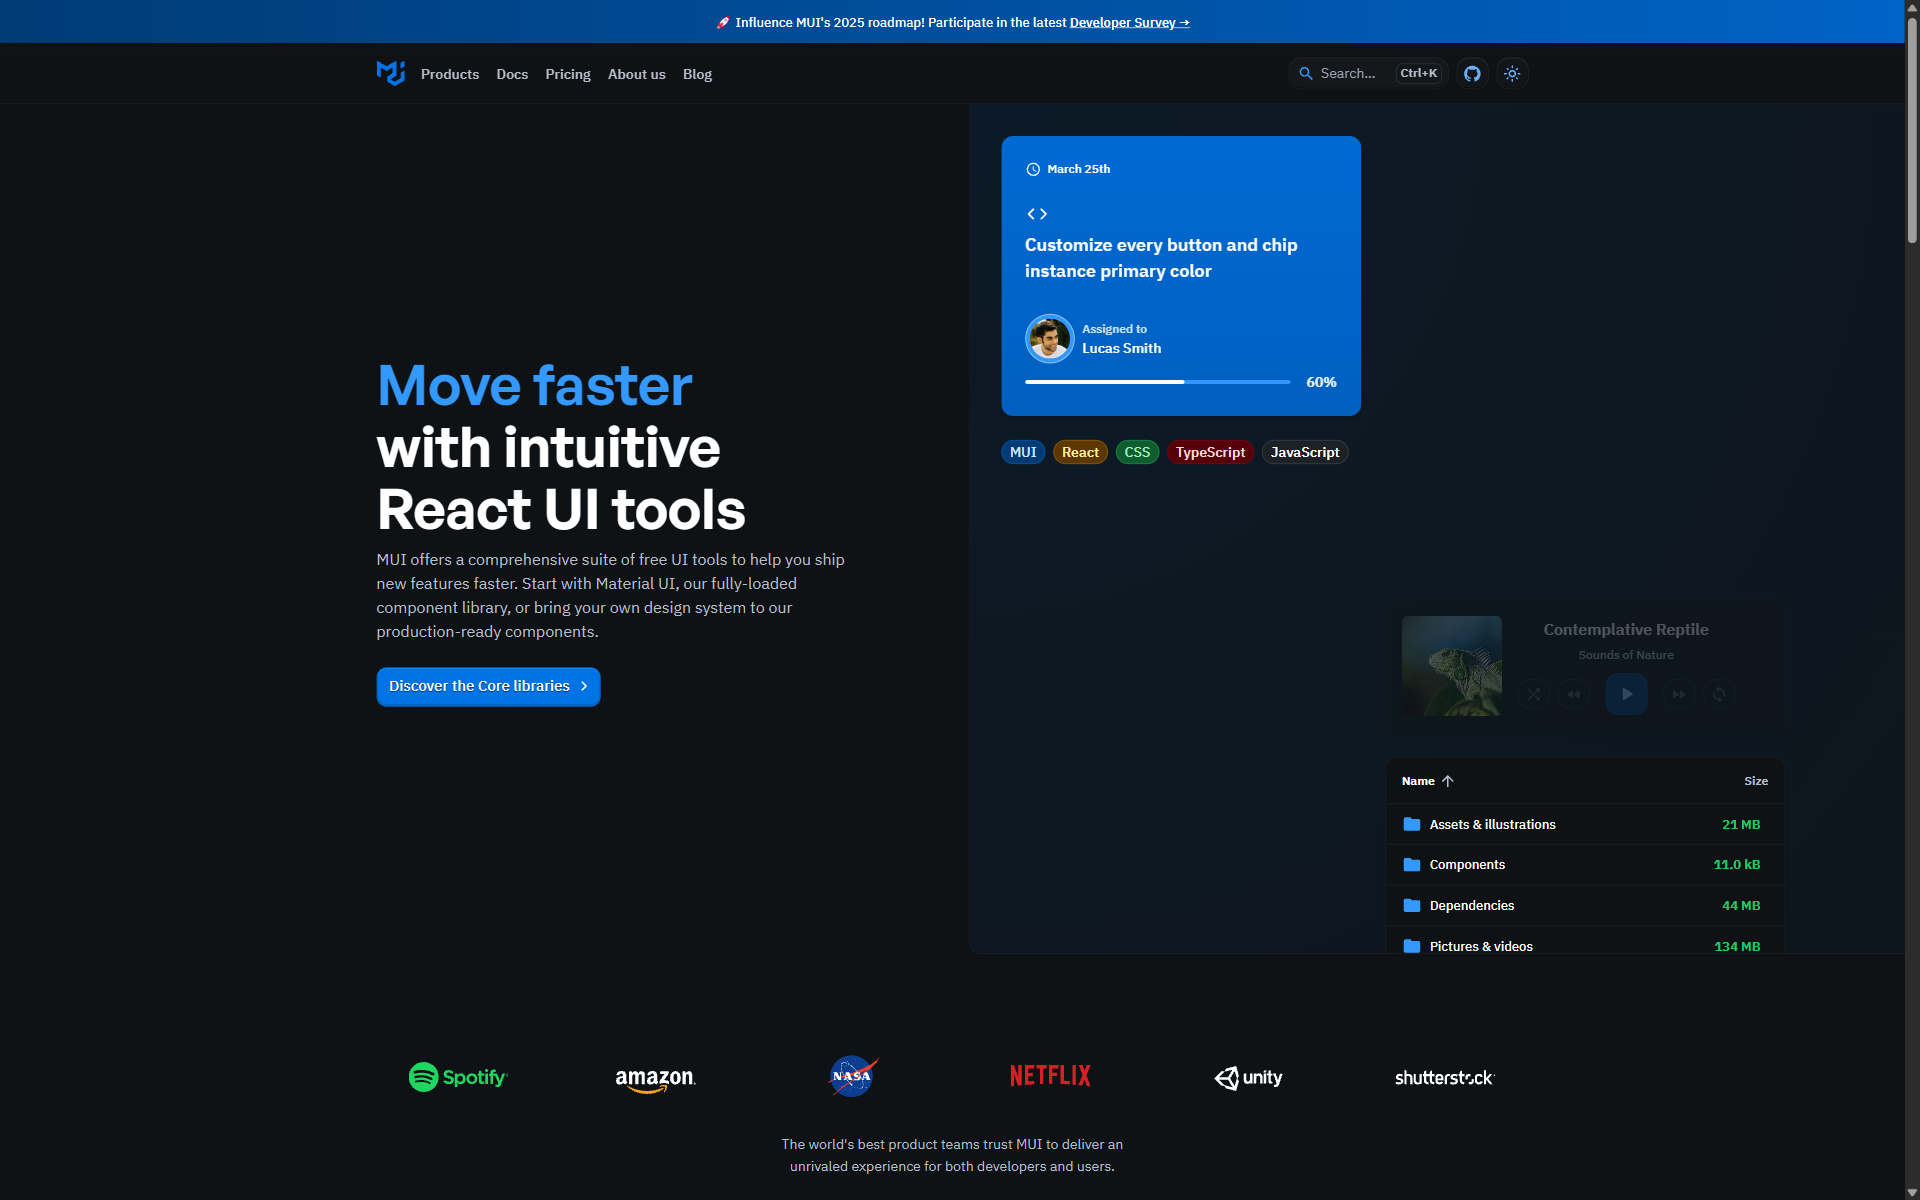 🚀 Influence MUI's 2025 roadmap! Participate in the latest Developer Survey →
Products Docs Pricing About us Blog
Search... Ctrl+K
March 25th
Customize every button and chip
instance primary color
Assigned to
Lucas Smith
60%
MUI React CSS TypeScript JavaScript
Move faster
with intuitive
React UI tools
MUI offers a comprehensive suite of free UI tools to help you ship
new features faster. Start with Material UI, our fully-loaded
component library, or bring your own design system to our
production-ready components.
Discover the Core libraries
Contemplative Reptile
Sounds of Nature
Name Size
Assets & illustrations 21 MB
Components 11.0 kB
Dependencies 44 MB
Pictures & videos 134 MB
Spotify amazon NASA NETFLIX unity shutterstock
The world's best product teams trust MUI to deliver an
unrivaled experience for both developers and users.